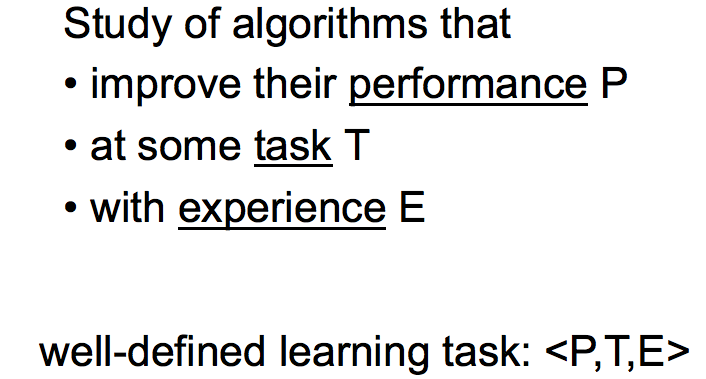 Study of algorithms that
• improve their performance P
• at some task T
• with experience E
well-defined learning task: <P,T,E>